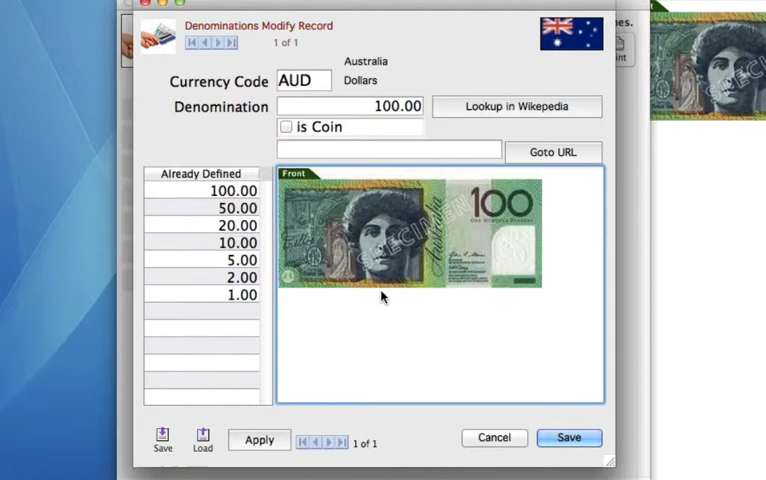 Denominations Modify Record
1 of 1
Australia
Currency Code AUD Dollars
Denomination 100.00 Lookup in Wikepedia
is Coin
Goto URL
Already Defined
100.00
50.00
20.00
10.00
5.00
2.00
1.00
Front
SPECIMEN
Australia
100
Save Load Apply 1 of 1 Cancel Save